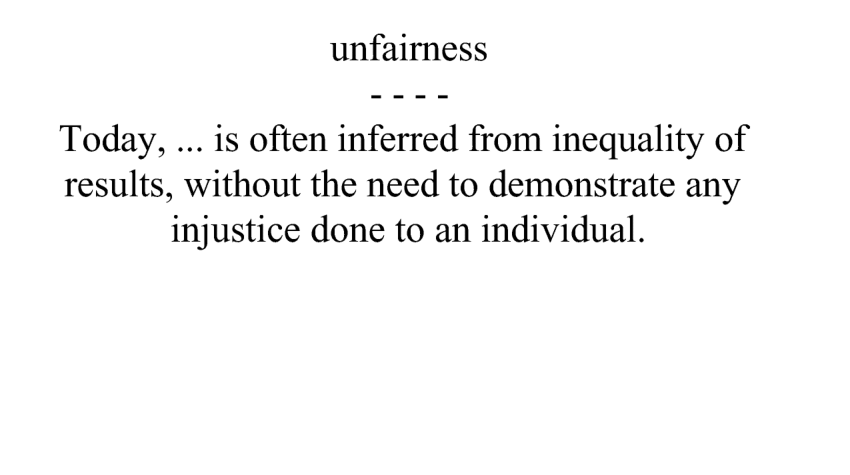 unfairness
- - - -
Today, ... is often inferred from inequality of
results, without the need to demonstrate any
injustice done to an individual.